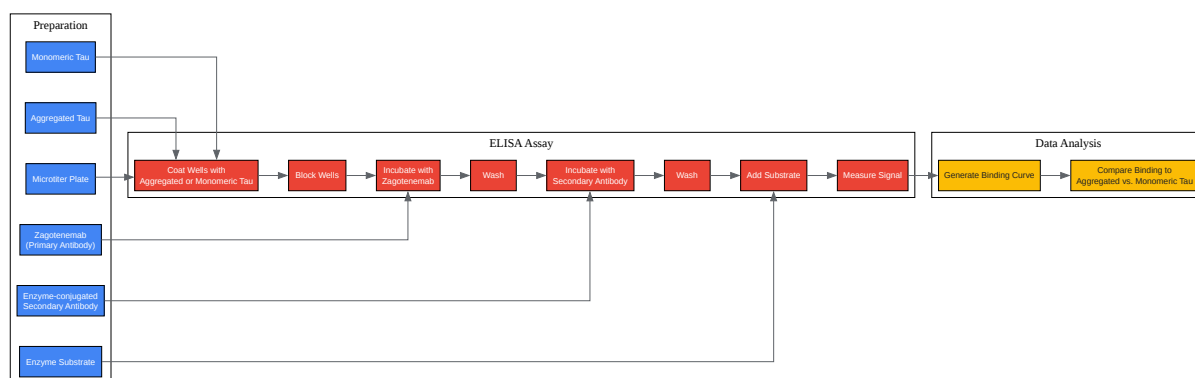 Preparation
Monomeric Tau
Aggregated Tau
Microtiter Plate
Zagotenemab
(Primary Antibody)
Enzyme-conjugated
Secondary Antibody
Enzyme Substrate
ELISA Assay
Coat Wells with
Aggregated or Monomeric Tau
Block Wells
Incubate with
Zagotenemab
Wash
Incubate with
Secondary Antibody
Wash
Add Substrate
Measure Signal
Data Analysis
Generate Binding Curve
Compare Binding to
Aggregated vs. Monomeric Tau